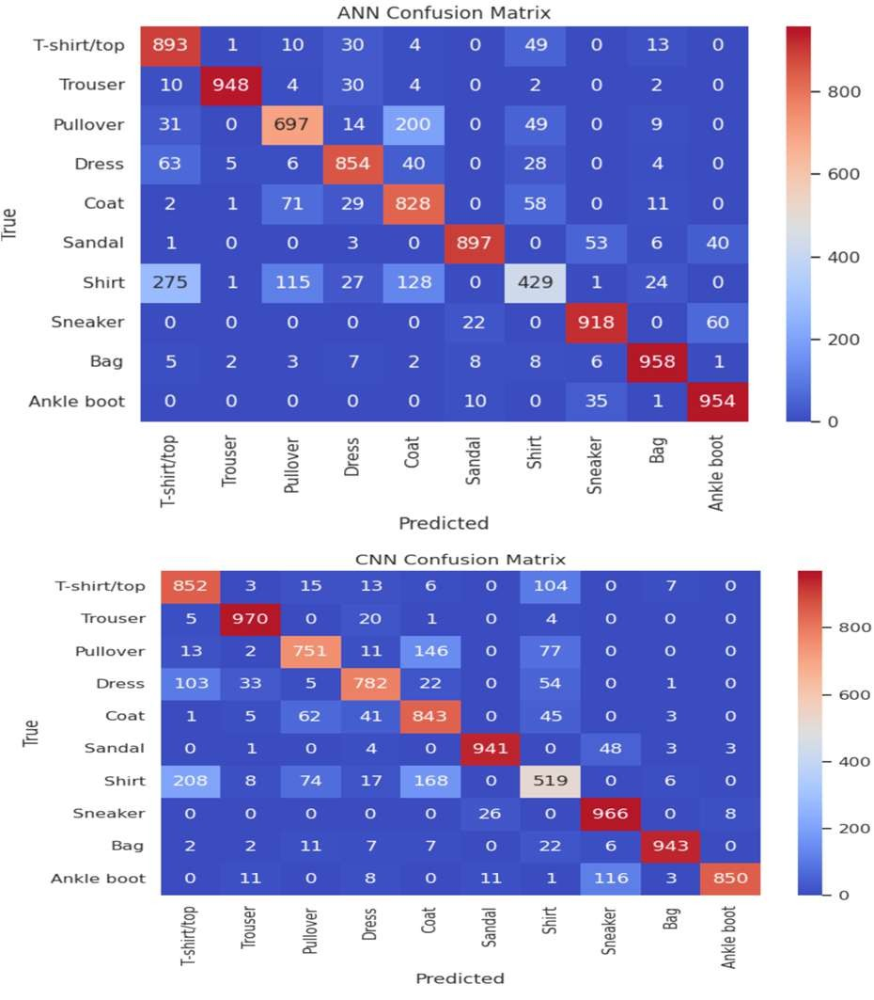 ANN Confusion Matrix
T-shirt/top 893 1 10 30 4 0 49 0 13 0
Trouser 10 948 4 30 4 0 2 0 2 0
Pullover 31 0 697 14 200 0 49 0 9 0
Dress 63 5 6 854 40 0 28 0 4 0
Coat 2 1 71 29 828 0 58 0 11 0
Sandal 1 0 0 3 0 897 0 53 6 40
Shirt 275 1 115 27 128 0 429 1 24 0
Sneaker 0 0 0 0 0 22 0 918 0 60
Bag 5 2 3 7 2 8 8 6 958 1
Ankle boot 0 0 0 0 0 10 0 35 1 954
True
T-shirt/top Trouser Pullover Dress Coat Sandal Shirt Sneaker Bag Ankle boot
Predicted
800
600
400
200
0
CNN Confusion Matrix
T-shirt/top 852 3 15 13 6 0 104 0 7 0
Trouser 5 970 0 20 1 0 4 0 0 0
Pullover 13 2 751 11 146 0 77 0 0 0
Dress 103 33 5 782 22 0 54 0 1 0
Coat 1 5 62 41 843 0 45 0 3 0
Sandal 0 1 0 4 0 941 0 48 3 3
Shirt 208 8 74 17 168 0 519 0 6 0
Sneaker 0 0 0 0 0 26 0 966 0 8
Bag 2 2 11 7 7 0 22 6 943 0
Ankle boot 0 11 0 8 0 11 1 116 3 850
True
T-shirt/top Trouser Pullover Dress Coat Sandal Shirt Sneaker Bag Ankle boot
Predicted
800
600
400
200
0